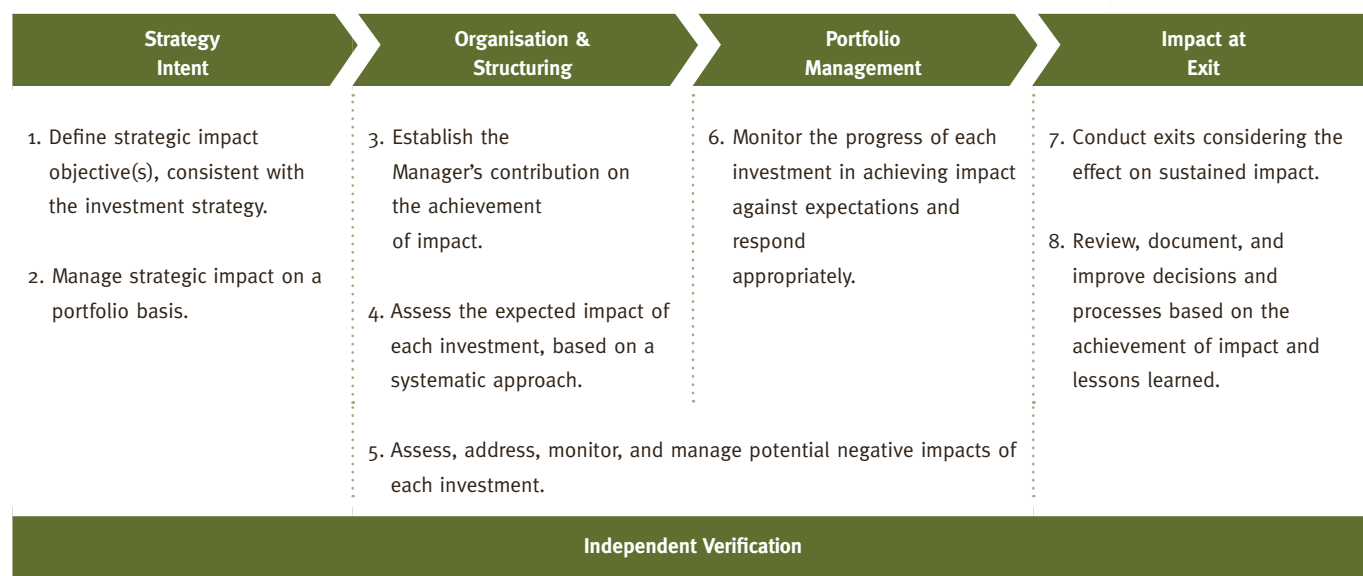 Strategy
Intent
Organisation &
Structuring
Portfolio
Management
Impact at
Exit
1. Define strategic impact
objective(s), consistent with
the investment strategy.
2. Manage strategic impact on a
portfolio basis.
3. Establish the
Manager’s contribution on
the achievement
of impact.
4. Assess the expected impact of
each investment, based on a
systematic approach.
5. Assess, address, monitor, and manage potential negative impacts of
each investment.
6. Monitor the progress of each
investment in achieving impact
against expectations and
respond
appropriately.
7. Conduct exits considering the
effect on sustained impact.
8. Review, document, and
improve decisions and
processes based on the
achievement of impact and
lessons learned.
Independent Verification